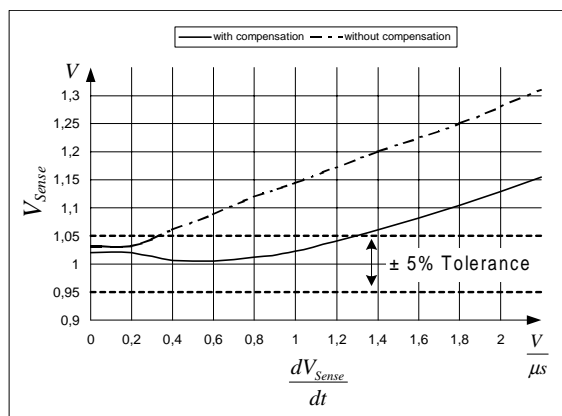 with compensation without compensation
V
1,3
1,25
1,2
1,15
1,1
1,05
1
0,95
0,9
V_Sense
± 5% Tolerance
0 0,2 0,4 0,6 0,8 1 1,2 1,4 1,6 1,8 2
V
μs
dV_Sense
dt